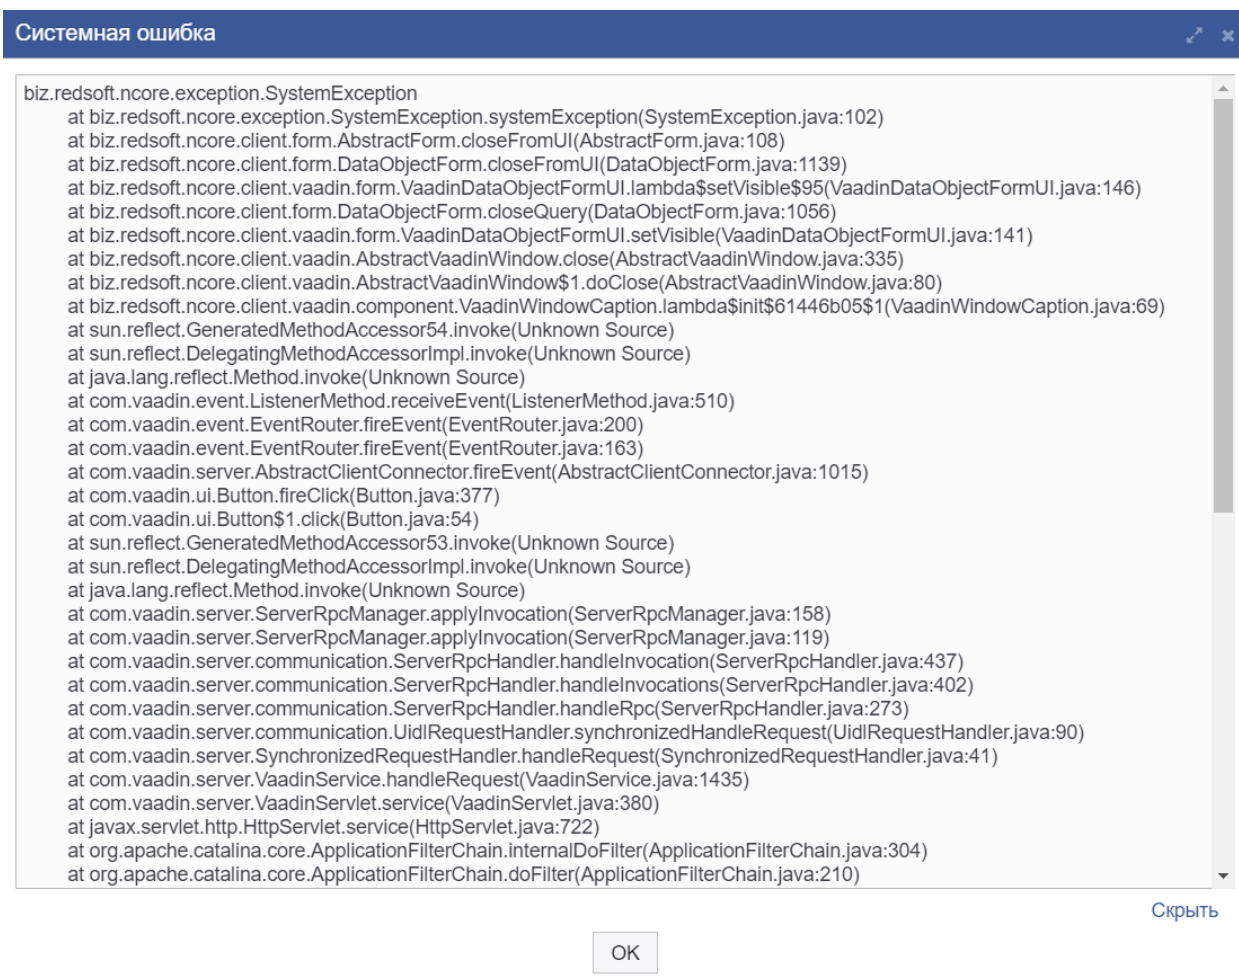 Системная ошибка
biz.redsoft.ncore.exception.SystemException
at biz.redsoft.ncore.exception.SystemException.systemException(SystemException.java:102)
at biz.redsoft.ncore.client.form.AbstractForm.closeFromUI(AbstractForm.java:108)
at biz.redsoft.ncore.client.form.DataObjectForm.closeFromUI(DataObjectForm.java:1139)
at biz.redsoft.ncore.client.vaadin.form.VaadinDataObjectFormUI.lambda$setVisible$95(VaadinDataObjectFormUI.java:146)
at biz.redsoft.ncore.client.form.DataObjectForm.closeQuery(DataObjectForm.java:1056)
at biz.redsoft.ncore.client.vaadin.form.VaadinDataObjectFormUI.setVisible(VaadinDataObjectFormUI.java:141)
at biz.redsoft.ncore.client.vaadin.AbstractVaadinWindow.close(AbstractVaadinWindow.java:335)
at biz.redsoft.ncore.client.vaadin.AbstractVaadinWindow$1.doClose(AbstractVaadinWindow.java:80)
at biz.redsoft.ncore.client.vaadin.component.VaadinWindowCaption.lambda$init$61446b05$1(VaadinWindowCaption.java:69)
at sun.reflect.GeneratedMethodAccessor54.invoke(Unknown Source)
at sun.reflect.DelegatingMethodAccessorImpl.invoke(Unknown Source)
at java.lang.reflect.Method.invoke(Unknown Source)
at com.vaadin.event.ListenerMethod.receiveEvent(ListenerMethod.java:510)
at com.vaadin.event.EventRouter.fireEvent(EventRouter.java:200)
at com.vaadin.event.EventRouter.fireEvent(EventRouter.java:163)
at com.vaadin.server.AbstractClientConnector.fireEvent(AbstractClientConnector.java:1015)
at com.vaadin.ui.Button.fireClick(Button.java:377)
at com.vaadin.ui.Button$1.click(Button.java:54)
at sun.reflect.GeneratedMethodAccessor53.invoke(Unknown Source)
at sun.reflect.DelegatingMethodAccessorImpl.invoke(Unknown Source)
at java.lang.reflect.Method.invoke(Unknown Source)
at com.vaadin.server.ServerRpcManager.applyInvocation(ServerRpcManager.java:158)
at com.vaadin.server.ServerRpcManager.applyInvocation(ServerRpcManager.java:119)
at com.vaadin.server.communication.ServerRpcHandler.handleInvocation(ServerRpcHandler.java:437)
at com.vaadin.server.communication.ServerRpcHandler.handleInvocations(ServerRpcHandler.java:402)
at com.vaadin.server.communication.ServerRpcHandler.handleRpc(ServerRpcHandler.java:273)
at com.vaadin.server.communication.UidlRequestHandler.synchronizedHandleRequest(UidlRequestHandler.java:90)
at com.vaadin.server.SynchronizedRequestHandler.handleRequest(SynchronizedRequestHandler.java:41)
at com.vaadin.server.VaadinService.handleRequest(VaadinService.java:1435)
at com.vaadin.server.VaadinServlet.service(VaadinServlet.java:380)
at javax.servlet.http.HttpServlet.service(HttpServlet.java:722)
at org.apache.catalina.core.ApplicationFilterChain.internalDoFilter(ApplicationFilterChain.java:304)
at org.apache.catalina.core.ApplicationFilterChain.doFilter(ApplicationFilterChain.java:210)
Скрыть
OK